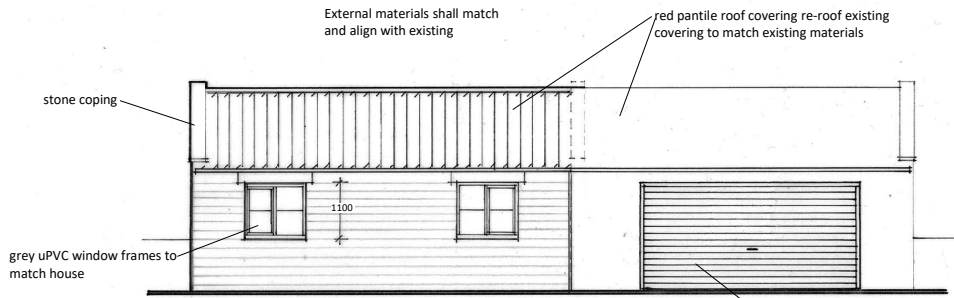 External materials shall match
and align with existing
red pantile roof covering re-roof existing
covering to match existing materials
stone coping
1100
grey uPVC window frames to
match house